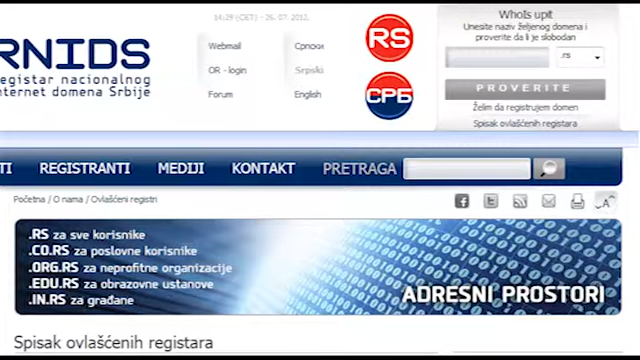 14:29 (CET) - 26. 07. 2012.
RNIDS
egistar nacionalnog
nternet domena Srbije
Webmail
Српски
OR - login
Srpski
Forum
English
RS
СРБ
WhoIs upit
Unesite naziv željenog domena i
proverite da li je slobodan
.rs
PROVERITE
Želim da registrujem domen
Spisak ovlašćenih registara
TI REGISTRANTI MEDIJI KONTAKT PRETRAGA
Početna / O nama / Ovlašćeni registri
.RS za sve korisnike
.CO.RS za poslovne korisnike
.ORG.RS za neprofitne organizacije
.EDU.RS za obrazovne ustanove
.IN.RS za građane
ADRESNI PROSTORI
Spisak ovlašćenih registara